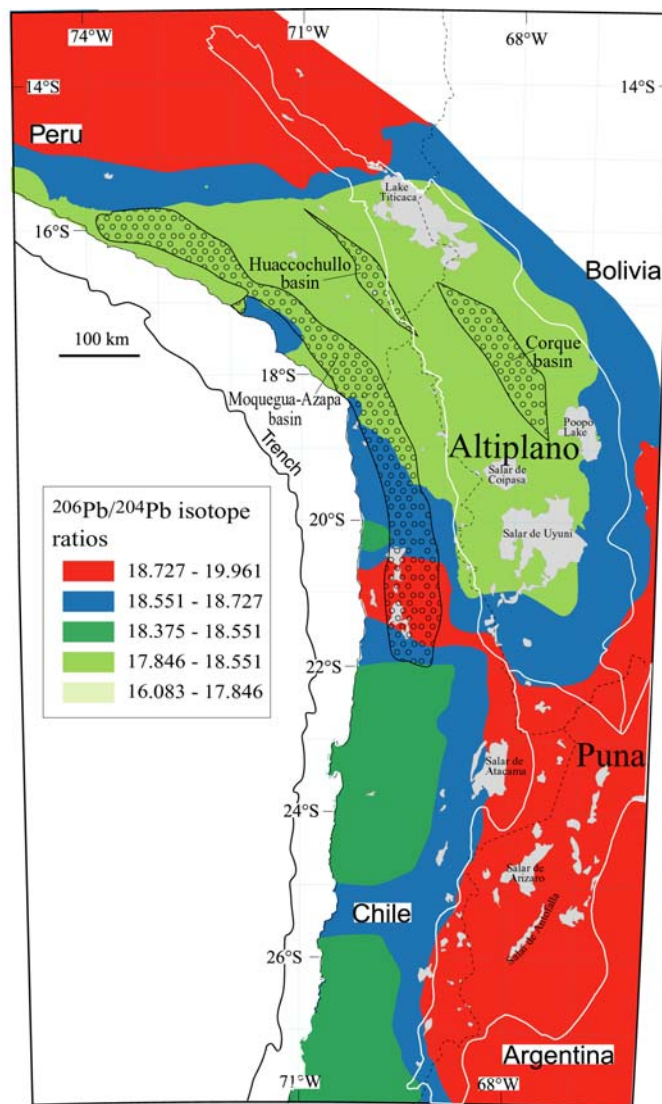 74°W
71°W
68°W
14°S
14°S
Peru
Lake
Titicaca
16°S
Huaccochullo
basin
Bolivia
100 km
Corque
basin
18°S
Moquegua-Azapa
basin
Poopo
Lake
Trench
Altiplano
Salar de
Coipasa
206Pb/204Pb isotope
ratios
20°S
Salar de Uyuni
18.727 - 19.961
18.551 - 18.727
18.375 - 18.551
17.846 - 18.551
16.083 - 17.846
22°S
Puna
Salar de
Atacama
24°S
Salar de
Arizaro
Salar de Antofalla
Chile
26°S
Argentina
71°W
68°W